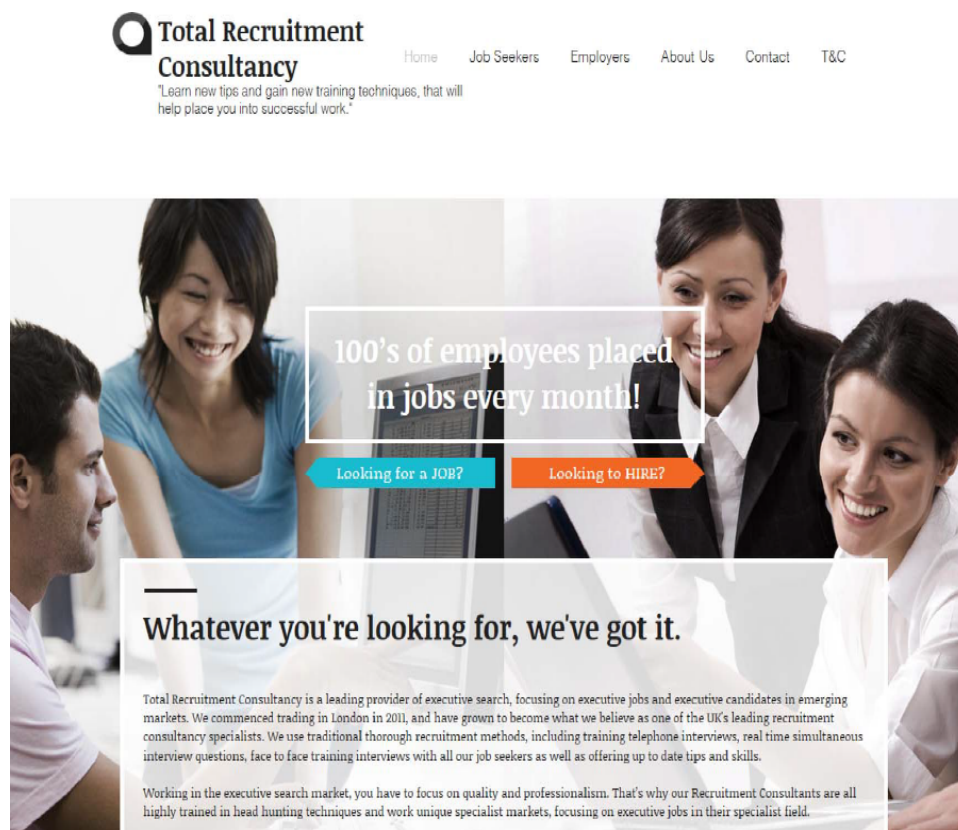 Total Recruitment
Consultancy
"Learn new tips and gain new training techniques, that will
help place you into successful work."
Home Job Seekers Employers About Us Contact T&C
100's of employees placed
in jobs every month!
Looking for a JOB? Looking to HIRE?
Whatever you're looking for, we've got it.
Total Recruitment Consultancy is a leading provider of executive search, focusing on executive jobs and executive candidates in emerging
markets. We commenced trading in London in 2011, and have grown to become what we believe as one of the UK's leading recruitment
consultancy specialists. We use traditional thorough recruitment methods, including training telephone interviews, real time simultaneous
interview questions, face to face training interviews with all our job seekers as well as offering up to date tips and skills.
Working in the executive search market, you have to focus on quality and professionalism. That's why our Recruitment Consultants are all
highly trained in head hunting techniques and work unique specialist markets, focusing on executive jobs in their specialist field.